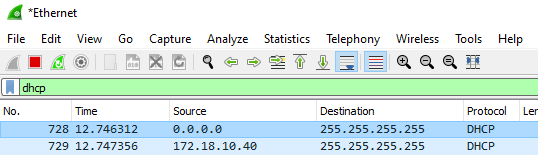 *Ethernet
File Edit View Go Capture Analyze Statistics Telephony Wireless Tools Help
dhcp
No. Time Source Destination Protocol Len
728 12.746312 0.0.0.0 255.255.255.255 DHCP
729 12.747356 172.18.10.40 255.255.255.255 DHCP